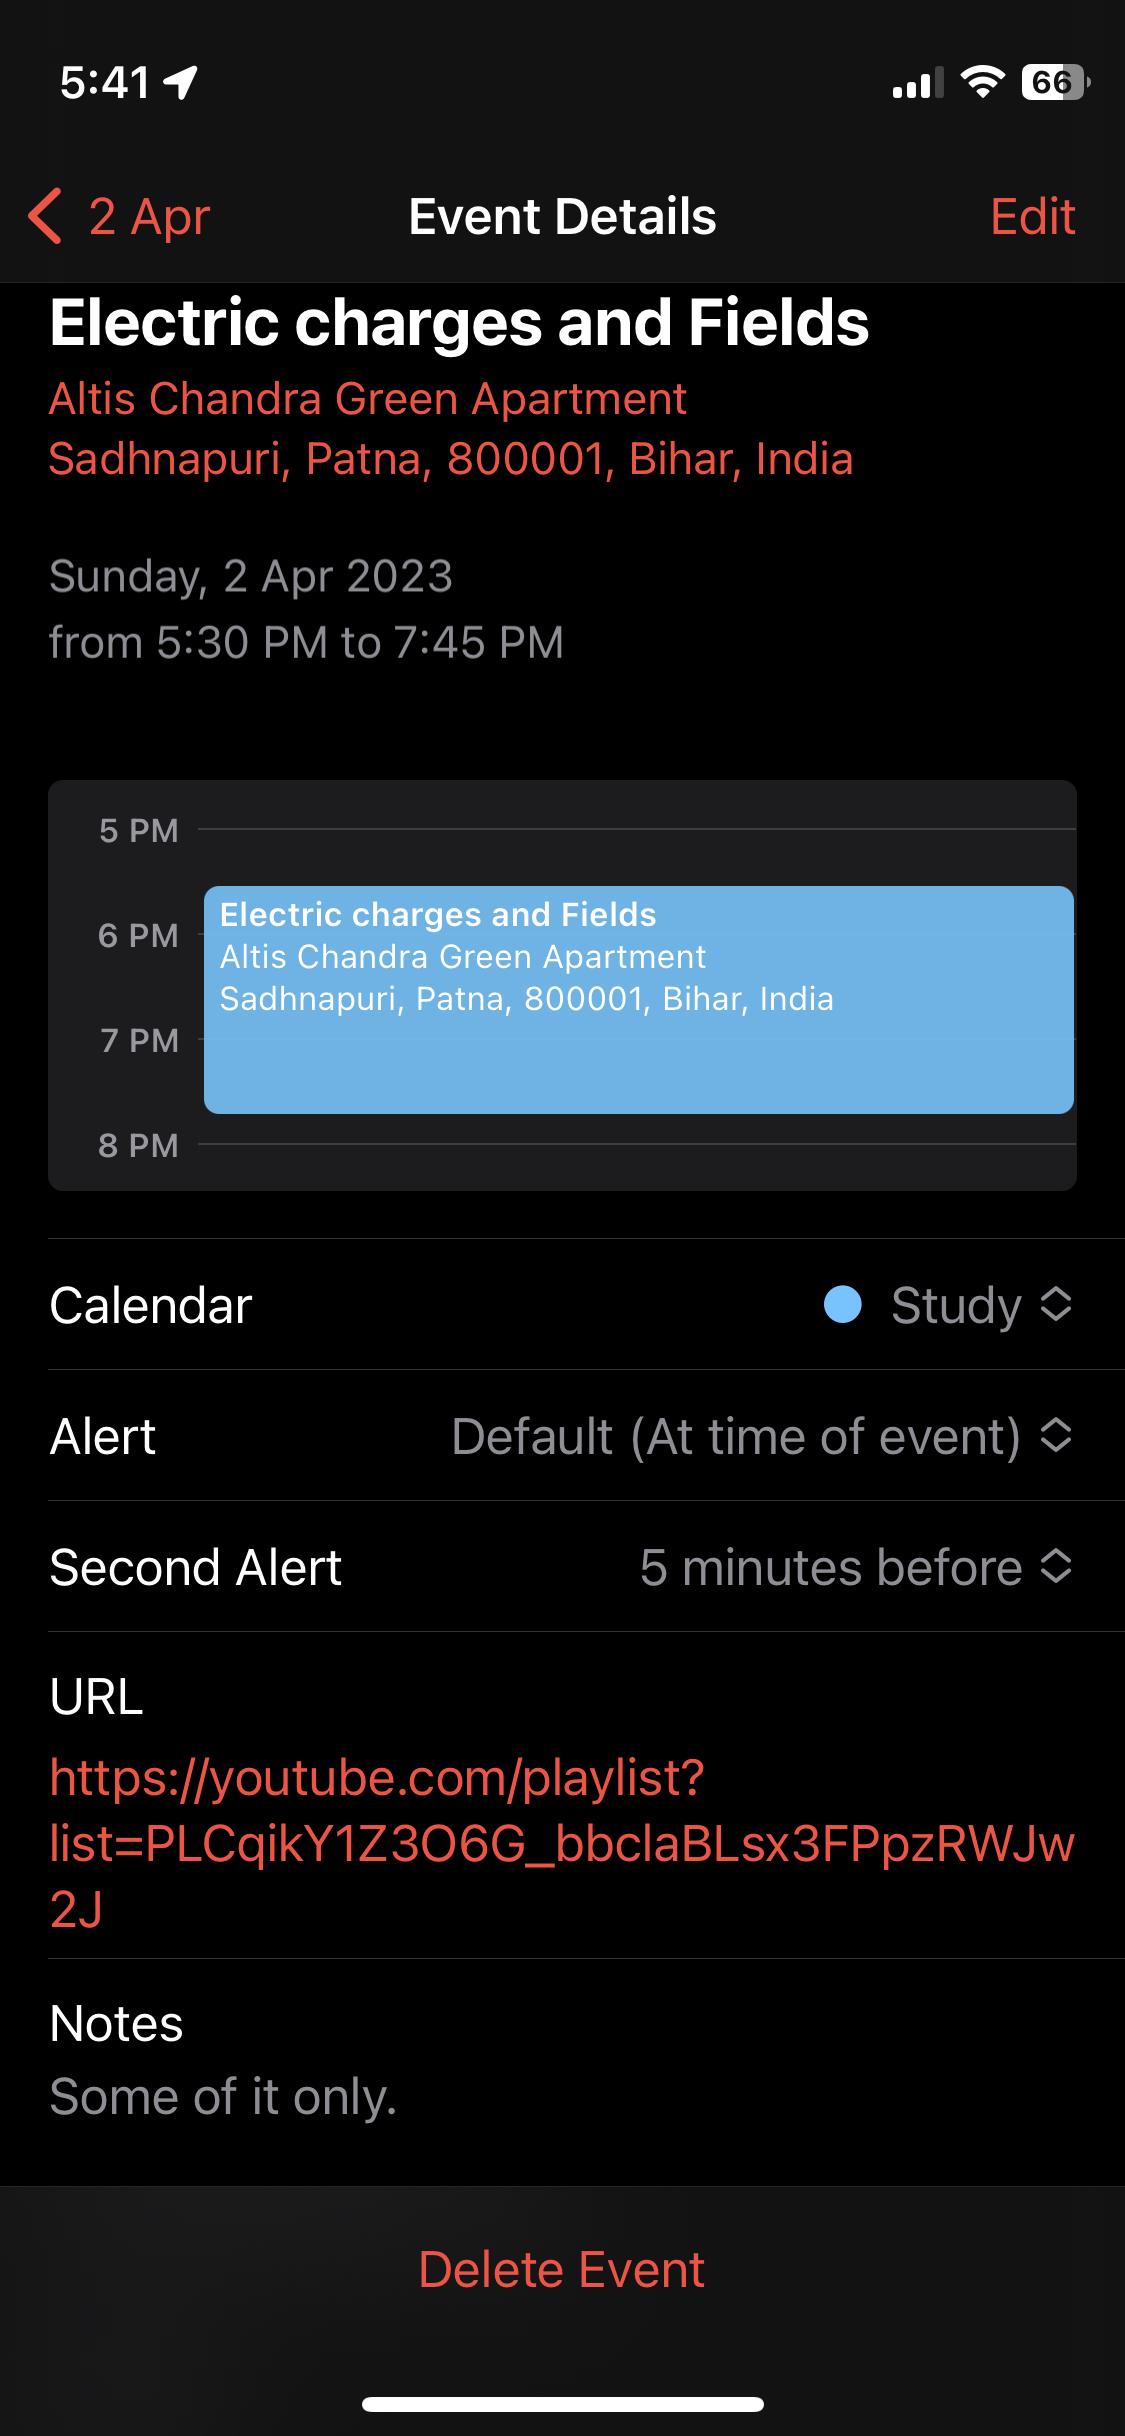 5:41
66
2 Apr
Event Details
Edit
Electric charges and Fields
Altis Chandra Green Apartment
Sadhnapuri, Patna, 800001, Bihar, India
Sunday, 2 Apr 2023
from 5:30 PM to 7:45 PM
5 PM
Electric charges and Fields
6 PM
Altis Chandra Green Apartment
Sadhnapuri, Patna, 800001, Bihar, India
7 PM
8 PM
Calendar
Study
Alert
Default (At time of event)
Second Alert
5 minutes before
URL
https://youtube.com/playlist?
list=PLCqikY1Z3O6G_bbclaBLsx3FPpzRWJw
2J
Notes
Some of it only.
Delete Event